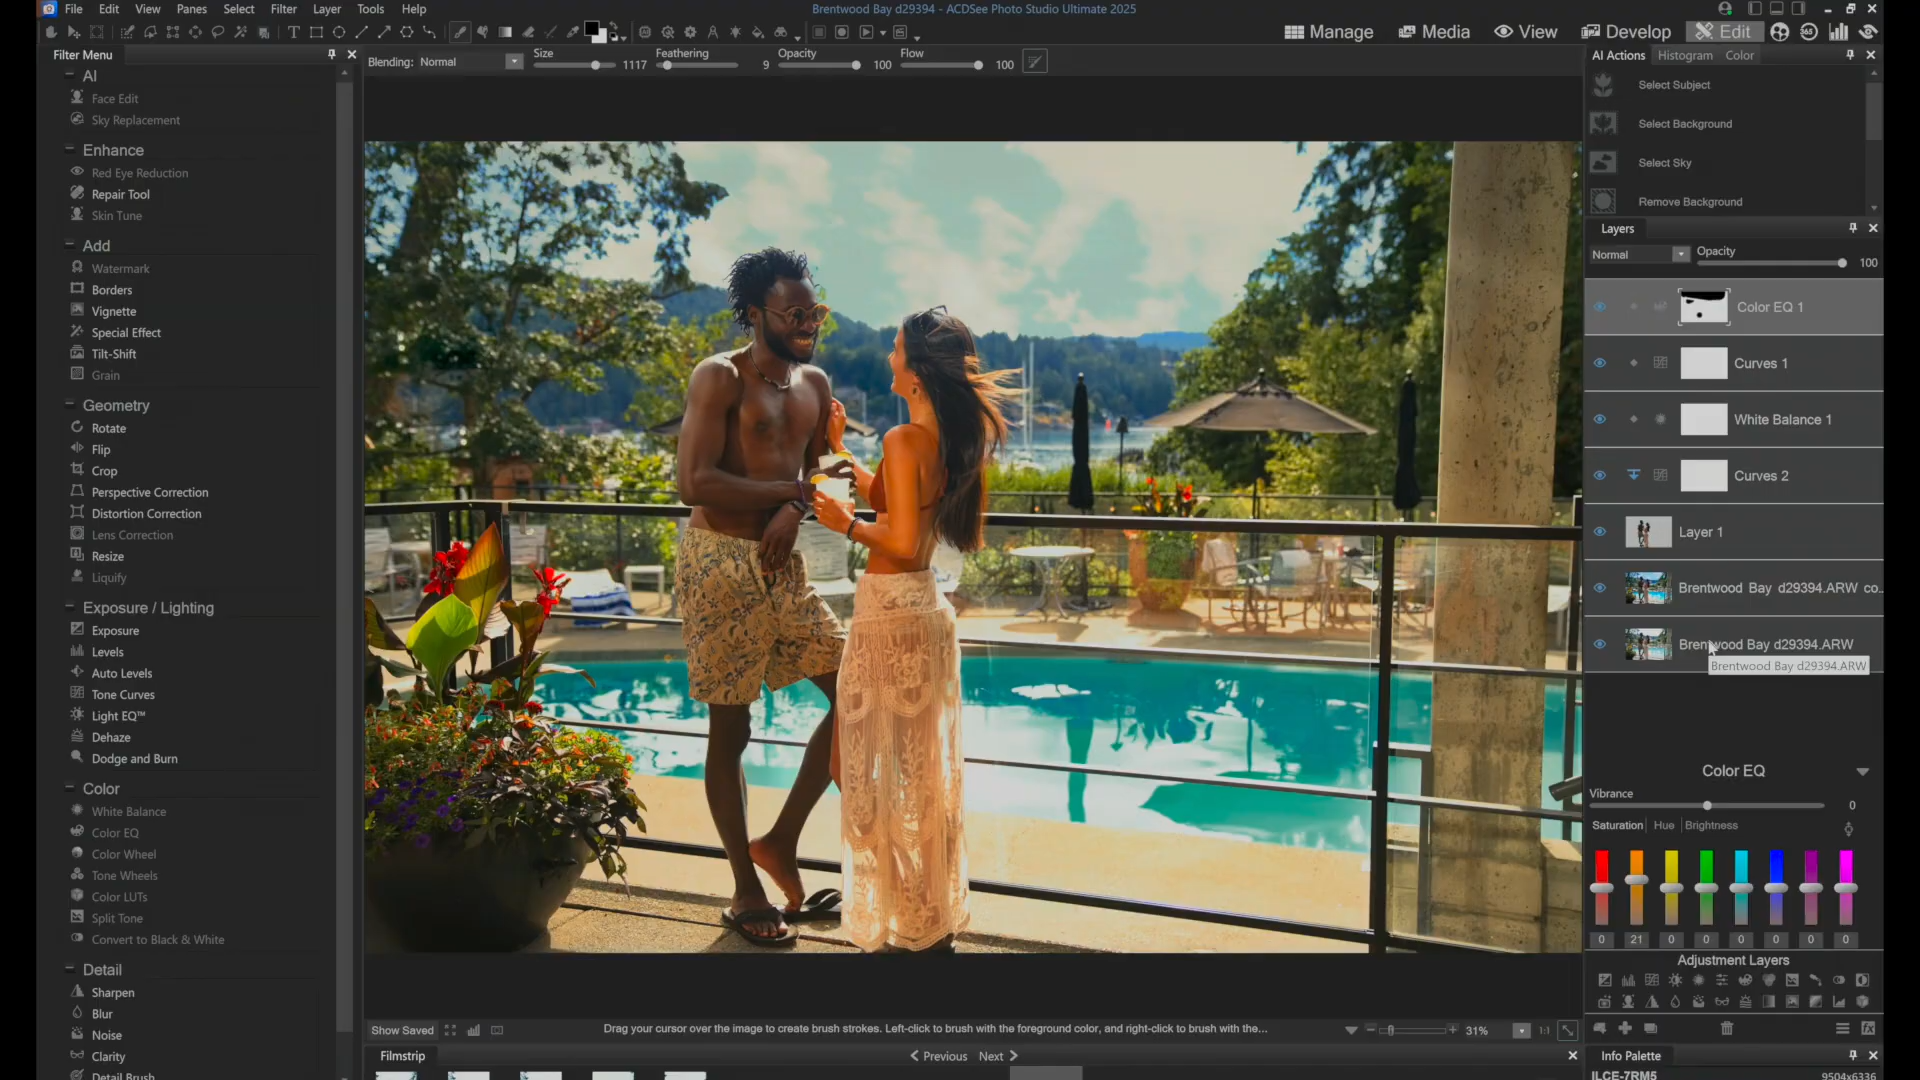 File Edit View Panes Select Filter Layer Tools Help
Brentwood Bay d29394 - ACDSee Photo Studio Ultimate 2025
Manage Media View Develop Edit 365
Filter Menu
AI
Face Edit
Sky Replacement
Enhance
Red Eye Reduction
Repair Tool
Skin Tune
Add
Watermark
Borders
Vignette
Special Effect
Tilt-Shift
Grain
Geometry
Rotate
Flip
Crop
Perspective Correction
Distortion Correction
Lens Correction
Resize
Liquify
Exposure / Lighting
Exposure
Levels
Auto Levels
Tone Curves
Light EQ™
Dehaze
Dodge and Burn
Color
White Balance
Color EQ
Color Wheel
Tone Wheels
Color LUTs
Split Tone
Convert to Black & White
Detail
Sharpen
Blur
Noise
Clarity
Detail Brush
Blending: Normal
Size 1117
Feathering 9
Opacity 100
Flow 100
Show Saved
Drag your cursor over the image to create brush strokes. Left-click to brush with the foreground color, and right-click to brush with the...
31%
1:1
Filmstrip
Previous Next
AI Actions Histogram Color
Select Subject
Select Background
Select Sky
Remove Background
Layers
Normal
Opacity 100
Color EQ 1
Curves 1
White Balance 1
Curves 2
Layer 1
Brentwood Bay d29394.ARW co...
Brentwood Bay d29394.ARW
Brentwood Bay d29394.ARW
Color EQ
Vibrance 0
Saturation Hue Brightness
0 21 0 0 0 0 0 0
Adjustment Layers
fx
Info Palette
ILCE-7RM5 9504x6336